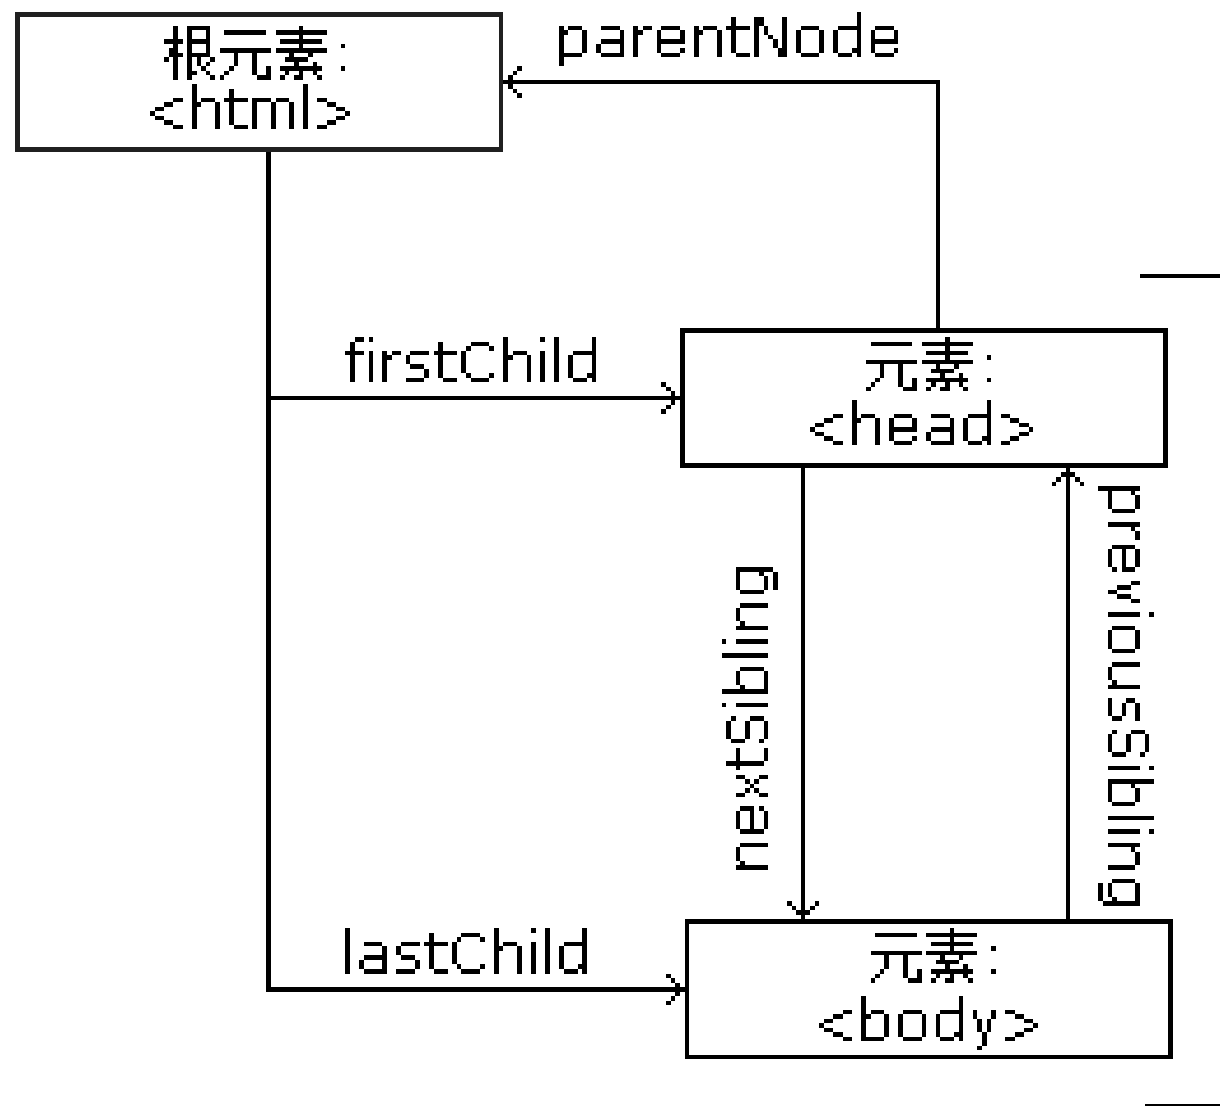 parentNode
根元素:
<html>
firstChild
元素:
<head>
nextSibling
previousSibling
lastChild
元素:
<body>